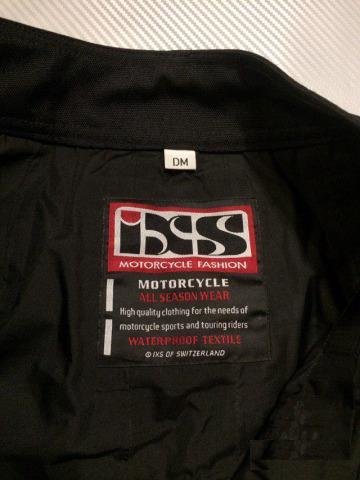 DM
ixs
MOTORCYCLE FASHION
MOTORCYCLE
ALL SEASON WEAR
High quality clothing for the needs of
motorcycle sports and touring riders
WATERPROOF TEXTILE
© IXS OF SWITZERLAND